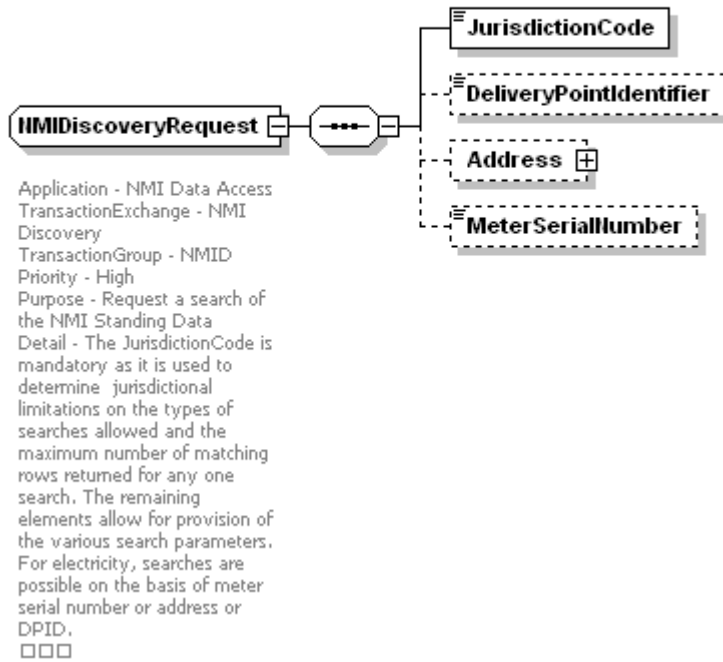 JurisdictionCode
DeliveryPointIdentifier
NMIDiscoveryRequest
Address
MeterSerialNumber
Application - NMI Data Access
TransactionExchange - NMI
Discovery
TransactionGroup - NMID
Priority - High
Purpose - Request a search of
the NMI Standing Data
Detail - The JurisdictionCode is
mandatory as it is used to
determine jurisdictional
limitations on the types of
searches allowed and the
maximum number of matching
rows returned for any one
search. The remaining
elements allow for provision of
the various search parameters.
For electricity, searches are
possible on the basis of meter
serial number or address or
DPID.
□□□